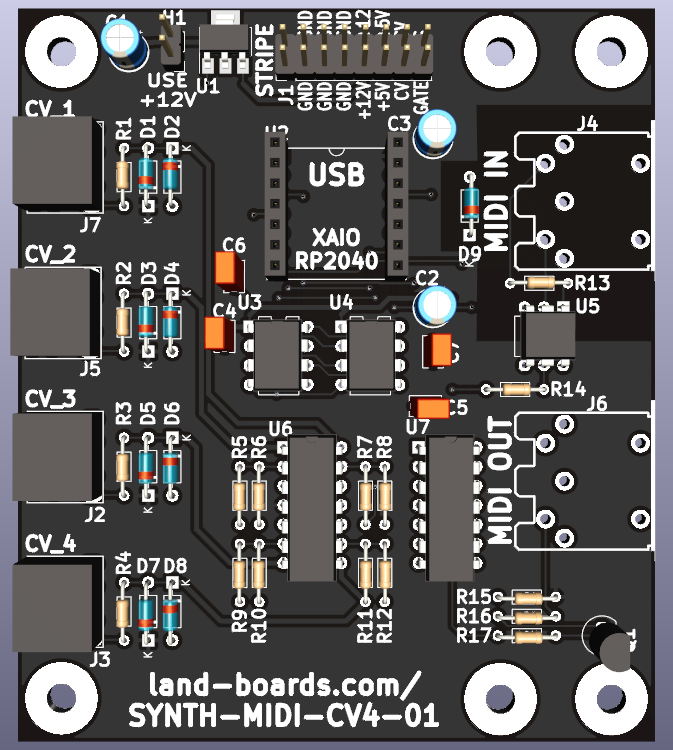 H1
USE
+12V
U1
STRIPE
J1
GND
GND
GND
+12V
+5V
CV
GATE
CV_1
R1
D1
D2
K
K
J7
U2
C3
USB
XAIO
RP2040
J4
MIDI IN
D9
K
CV_2
R2
D3
D4
K
K
J5
C6
C4
U3
U4
C2
R13
U5
R14
C5
CV_3
R3
D5
D6
K
K
J2
U6
R5
R6
R7
R8
U7
J6
MIDI OUT
CV_4
R4
D7
D8
K
K
J3
R9
R10
R11
R12
R15
R16
R17
land-boards.com/
SYNTH-MIDI-CV4-01